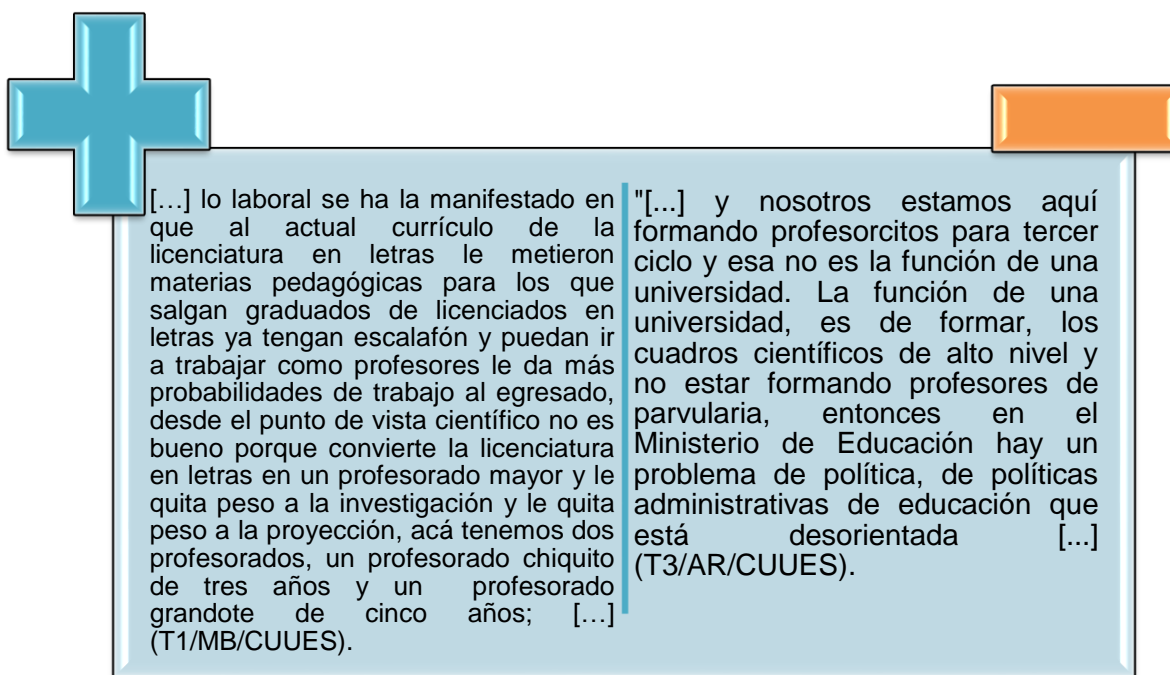 […] lo laboral se ha la manifestado en
que al actual currículo de la
licenciatura en letras le metieron
materias pedagógicas para los que
salgan graduados de licenciados en
letras ya tengan escalafón y puedan ir
a trabajar como profesores le da más
probabilidades de trabajo al egresado,
desde el punto de vista científico no es
bueno porque convierte la licenciatura
en letras en un profesorado mayor y le
quita peso a la investigación y le quita
peso a la proyección, acá tenemos dos
profesorados, un profesorado chiquito
de tres años y un profesorado
grandote de cinco años; […]
(T1/MB/CUUES).
"[...] y nosotros estamos aquí
formando profesorcitos para tercer
ciclo y esa no es la función de una
universidad. La función de una
universidad, es de formar, los
cuadros científicos de alto nivel y
no estar formando profesores de
parvularia, entonces en el
Ministerio de Educación hay un
problema de política, de políticas
administrativas de educación que
está desorientada [...]
(T3/AR/CUUES).